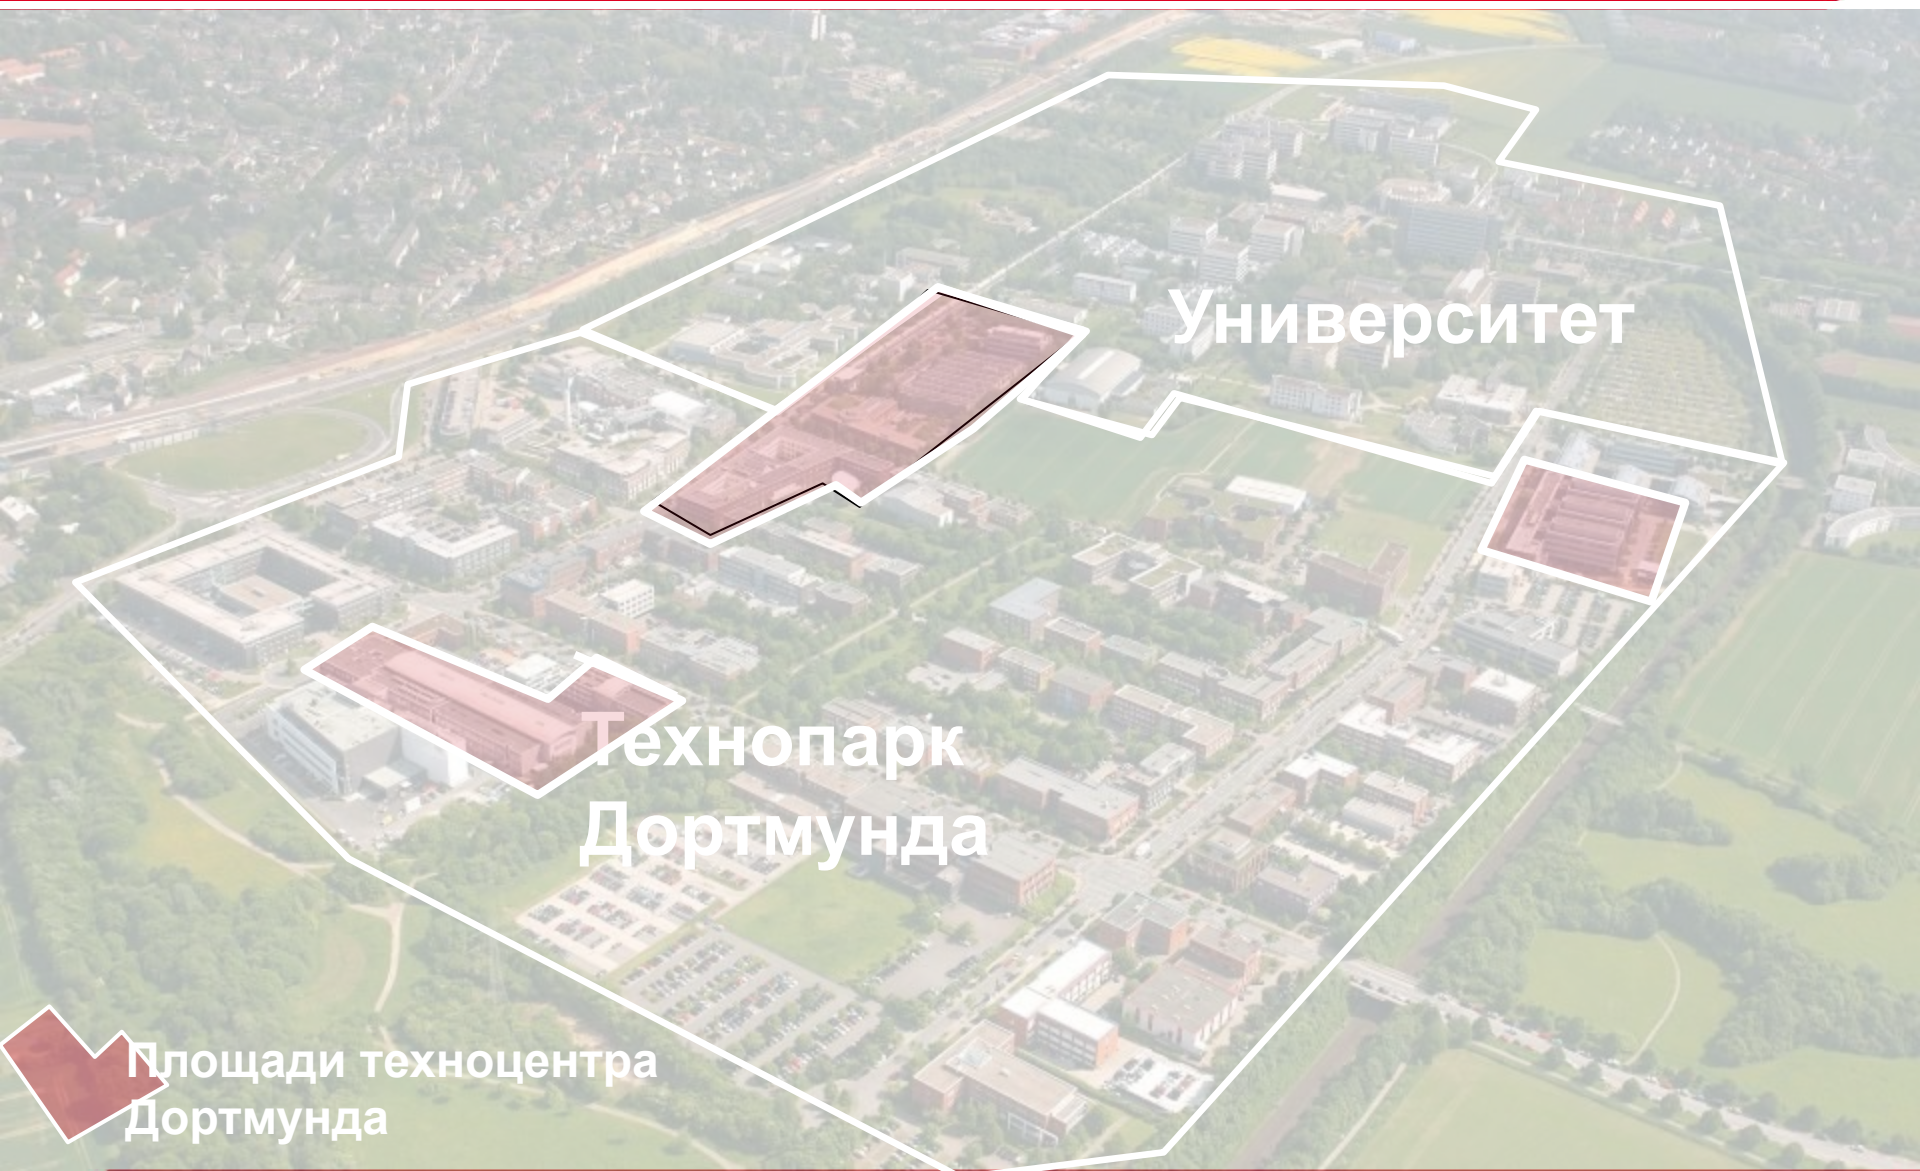 Университет
Технопарк
Дортмунда
Площади техноцентра
Дортмунда